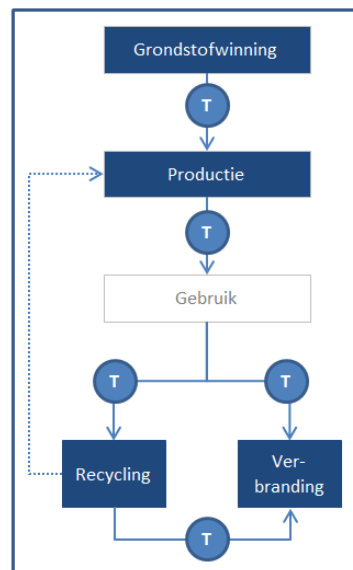 Grondstofwinning
T
Productie
T
Gebruik
T
T
Recycling
Ver-
branding
T